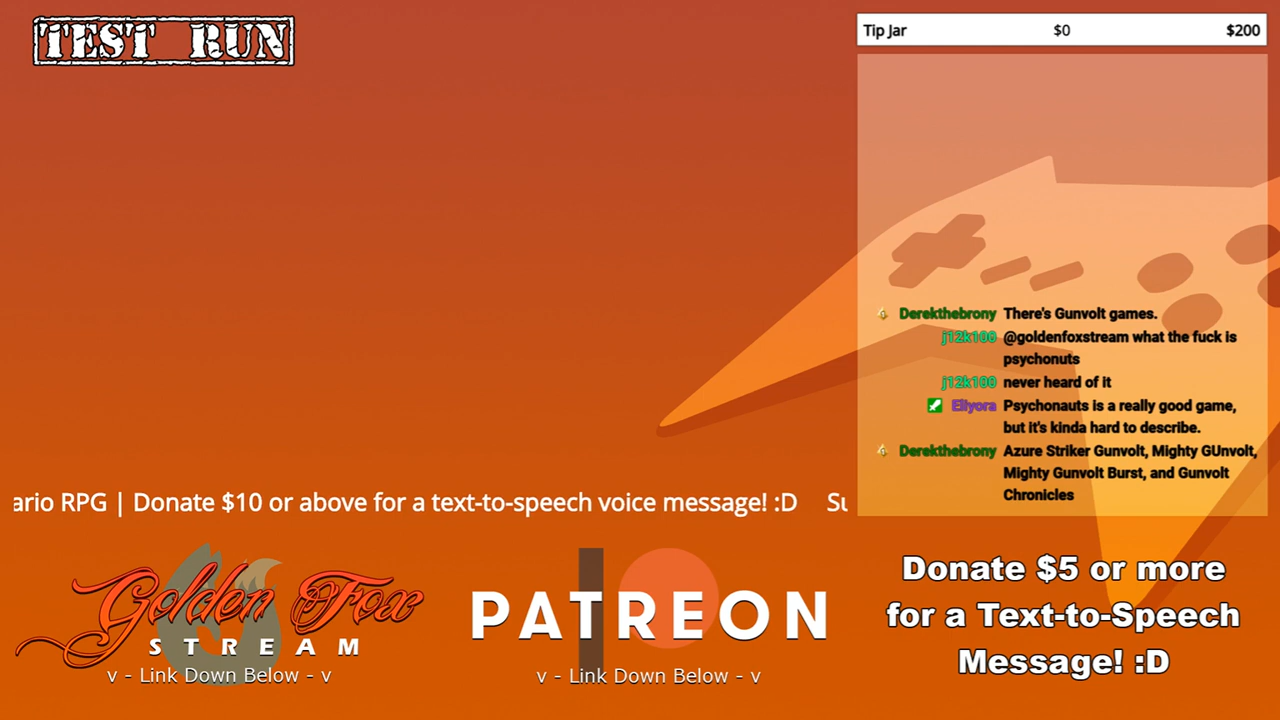 TEST RUN
Tip Jar $0 $200
Derekthebrony There's Gunvolt games.
j12k100 @goldenfoxstream what the fuck is
psychonuts
j12k100 never heard of it
Eliyora Psychonauts is a really good game,
but it's kinda hard to describe.
Derekthebrony Azure Striker Gunvolt, Mighty GUnvolt,
Mighty Gunvolt Burst, and Gunvolt
Chronicles
ario RPG | Donate $10 or above for a text-to-speech voice message! :D Su
Golden Fox
STREAM
v - Link Down Below - v
PATREON
v - Link Down Below - v
Donate $5 or more
for a Text-to-Speech
Message! :D